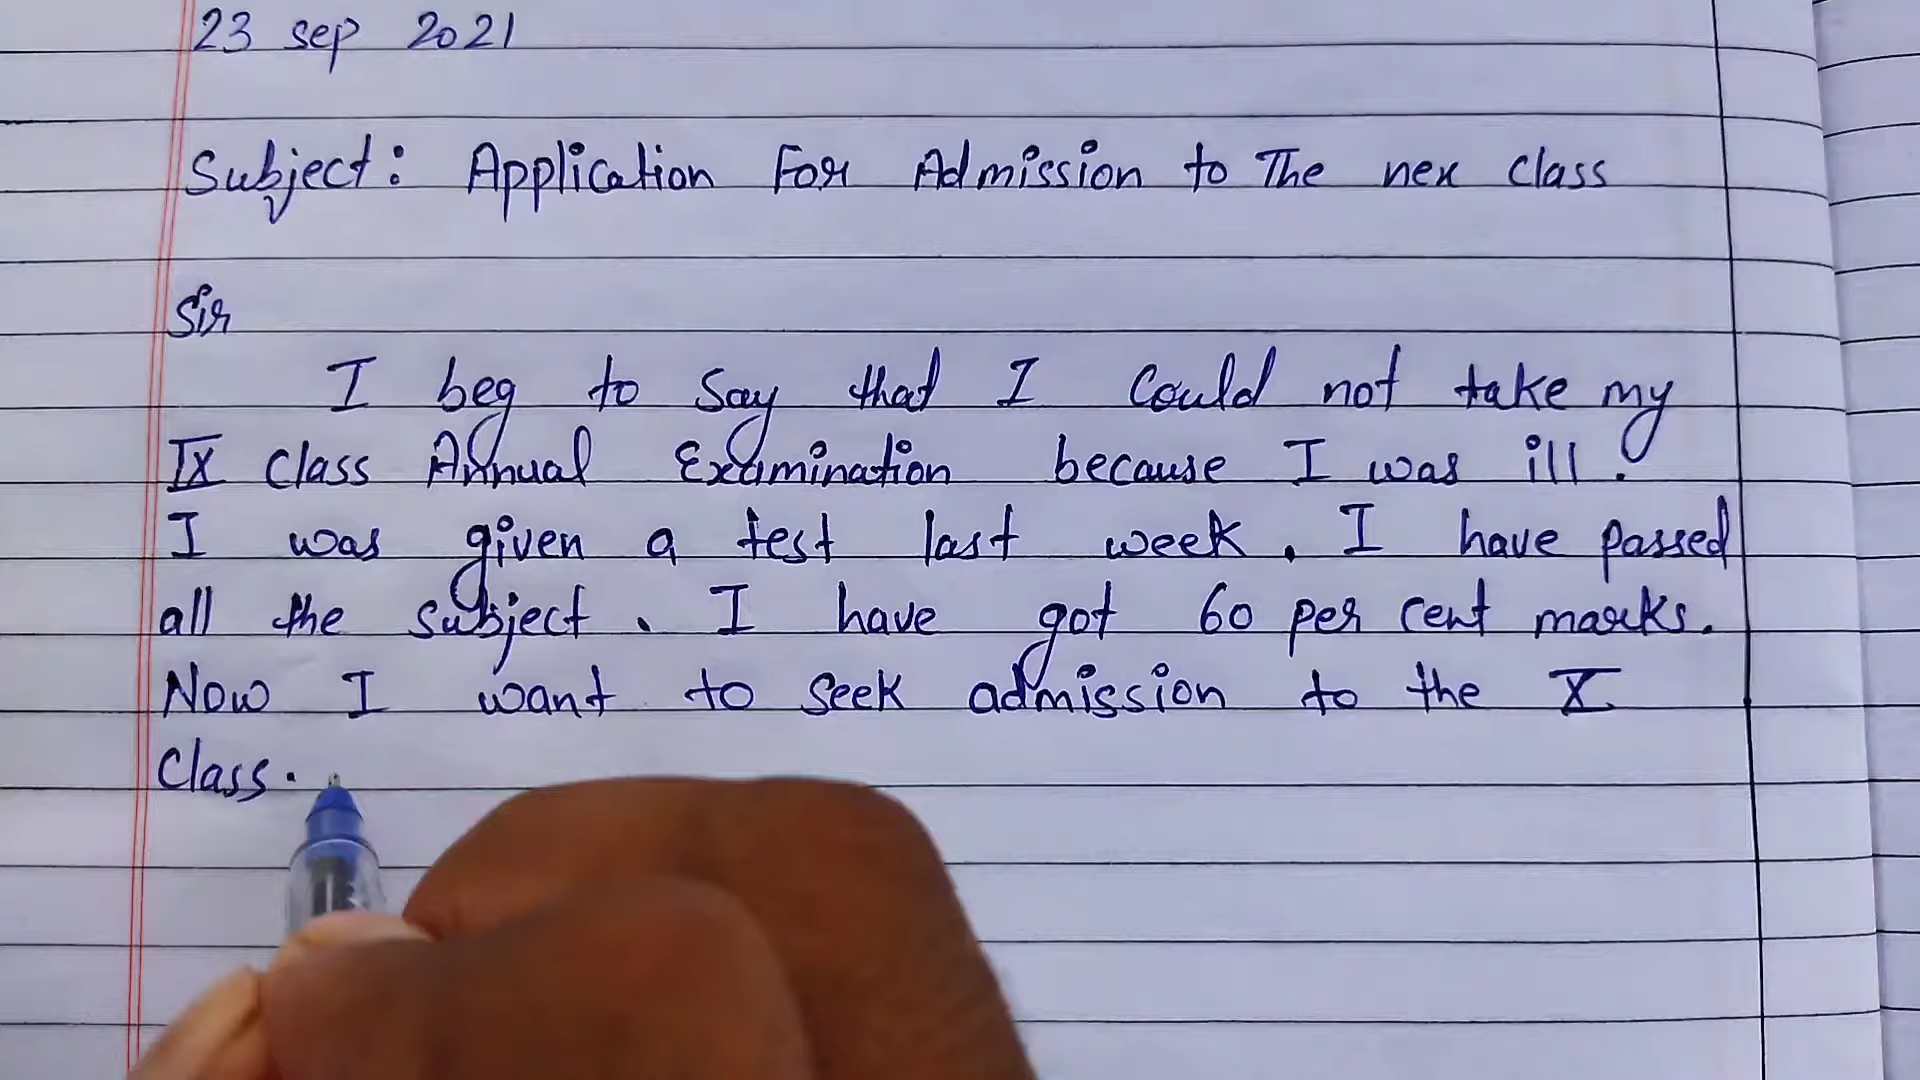 23 sep 2021
Subject: Application For Admission to The nex class
Sir
I beg to Say that I Could not take my
IX class Annual Examination because I was ill.
I was given a test last week. I have passed
all the subject. I have got 60 per cent marks.
Now I want to Seek admission to the X
Class.